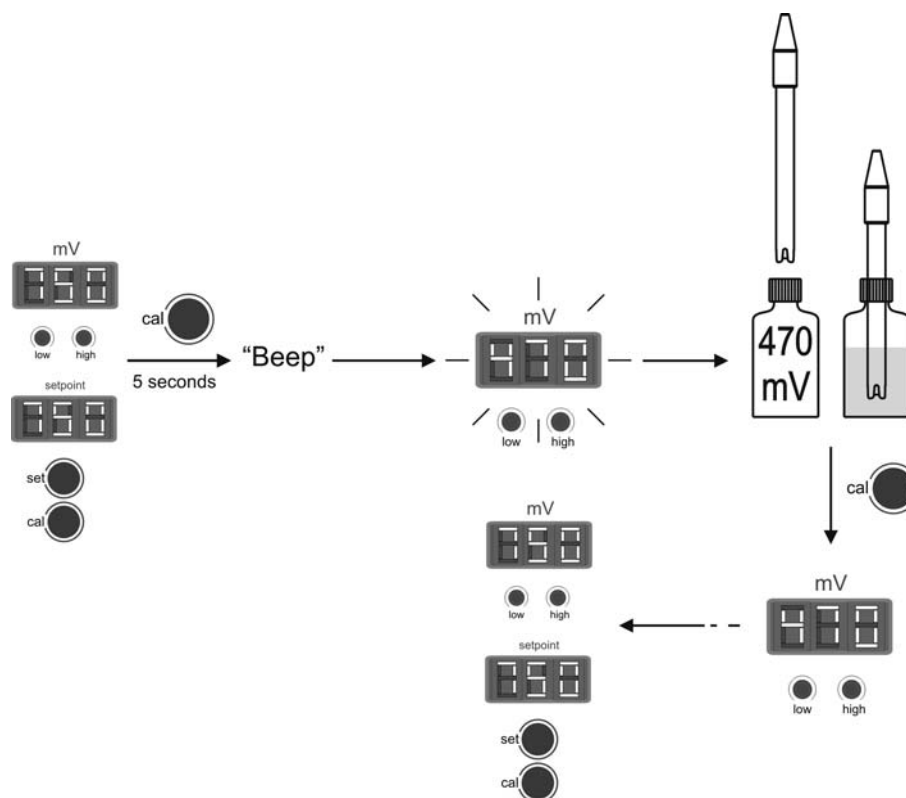 mV
low high
setpoint
set
cal
cal
5 seconds
“Beep”
mV
low high
470
mV
cal
mV
low high
mV
low high
setpoint
set
cal